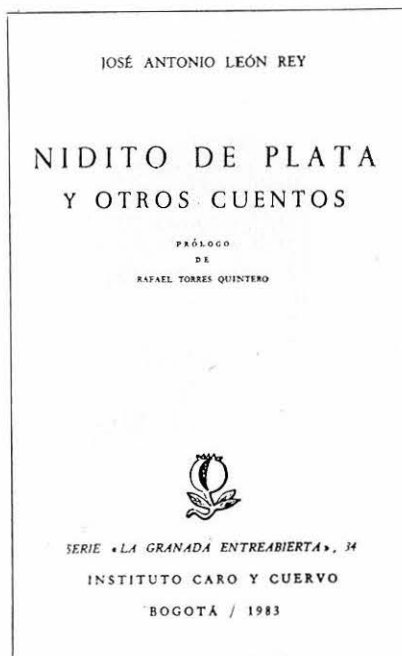 JOSÉ ANTONIO LEÓN REY
NIDITO DE PLATA
Y OTROS CUENTOS
PRÓLOGO
DE
RAFAEL TORRES QUINTERO
SERIE «LA GRANADA ENTREABIERTA», 34
INSTITUTO CARO Y CUERVO
BOGOTÁ / 1983